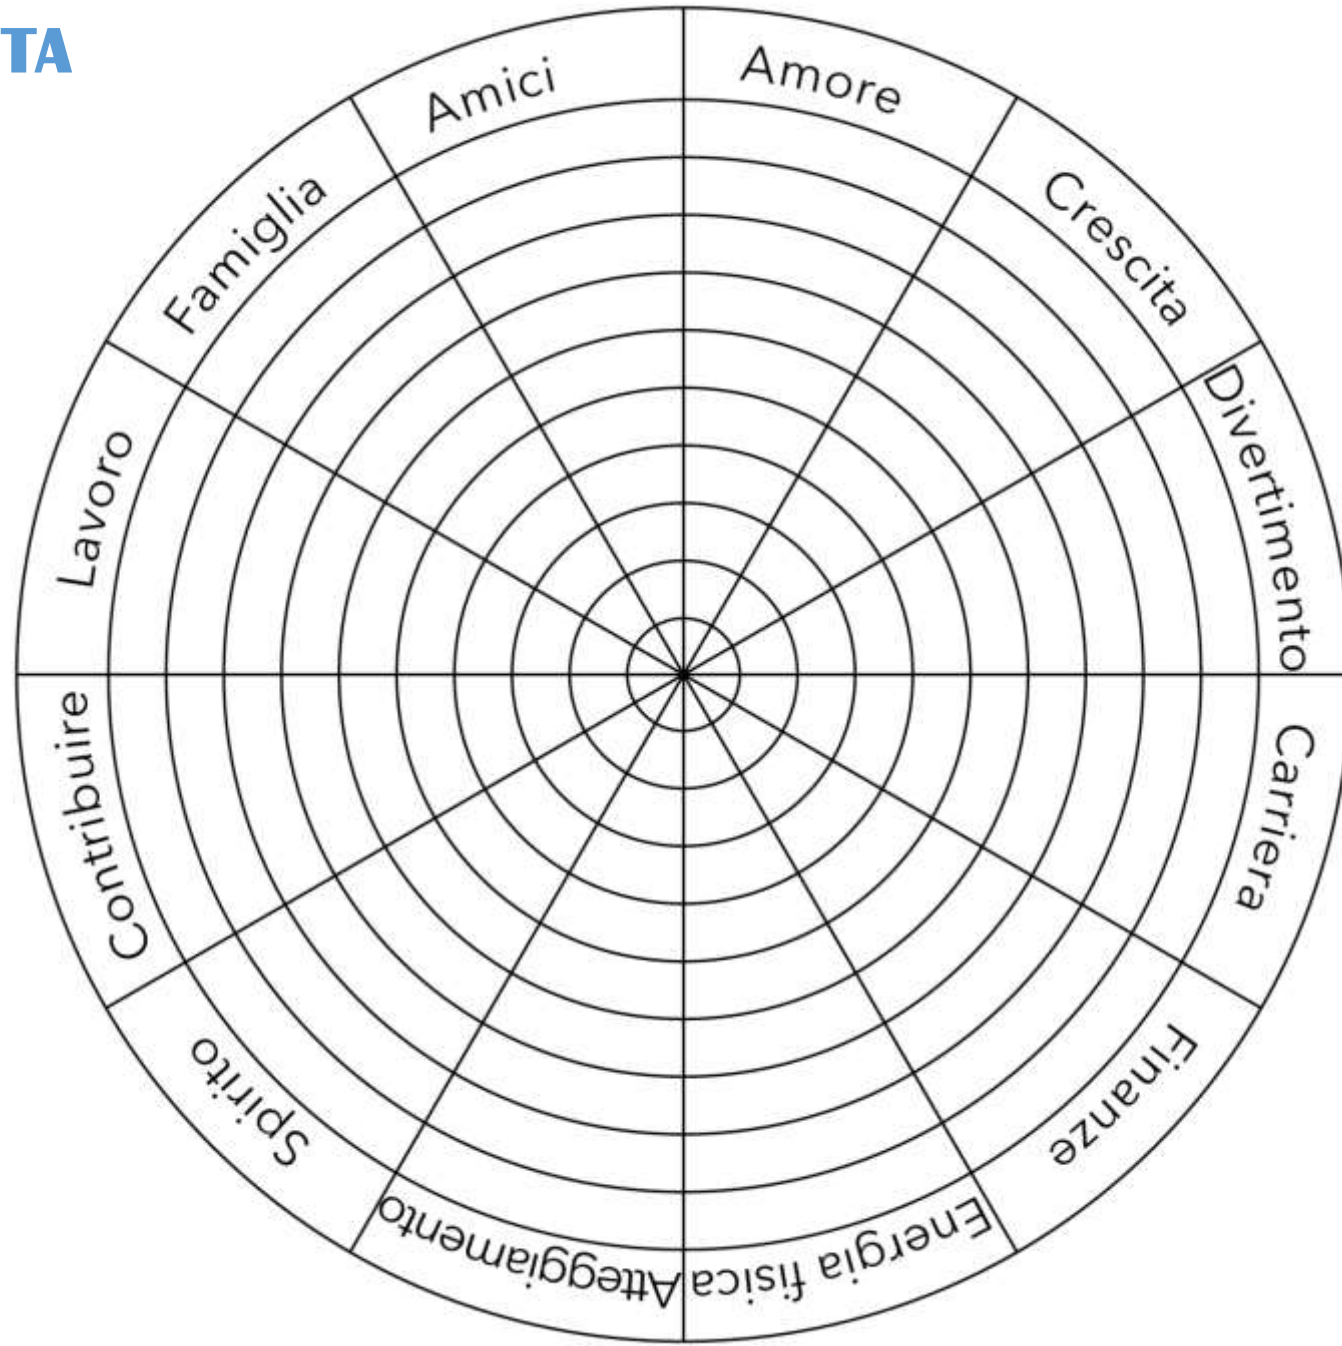 TA
Amore
Crescita
Divertimento
Carriera
Finanze
Energia fisica
Atteggiamento
Spirito
Contribuire
Lavoro
Famiglia
Amici